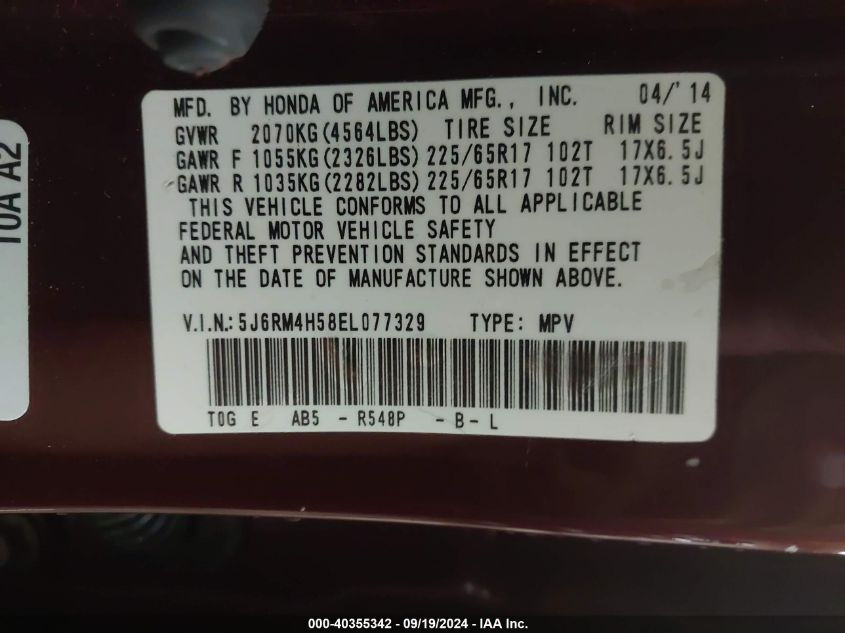 MFD. BY HONDA OF AMERICA MFG., INC. 04/'14
GVWR 2070KG(4564LBS) TIRE SIZE RIM SIZE
GAWR F 1055KG(2326LBS) 225/65R17 102T 17X6.5J
GAWR R 1035KG(2282LBS) 225/65R17 102T 17X6.5J
THIS VEHICLE CONFORMS TO ALL APPLICABLE
FEDERAL MOTOR VEHICLE SAFETY
AND THEFT PREVENTION STANDARDS IN EFFECT
ON THE DATE OF MANUFACTURE SHOWN ABOVE.
V.I.N.: 5J6RM4H58EL077329 TYPE: MPV
TOG E AB5 - R548P - B - L
10A A2
000-40355342 - 09/19/2024 - IAA Inc.